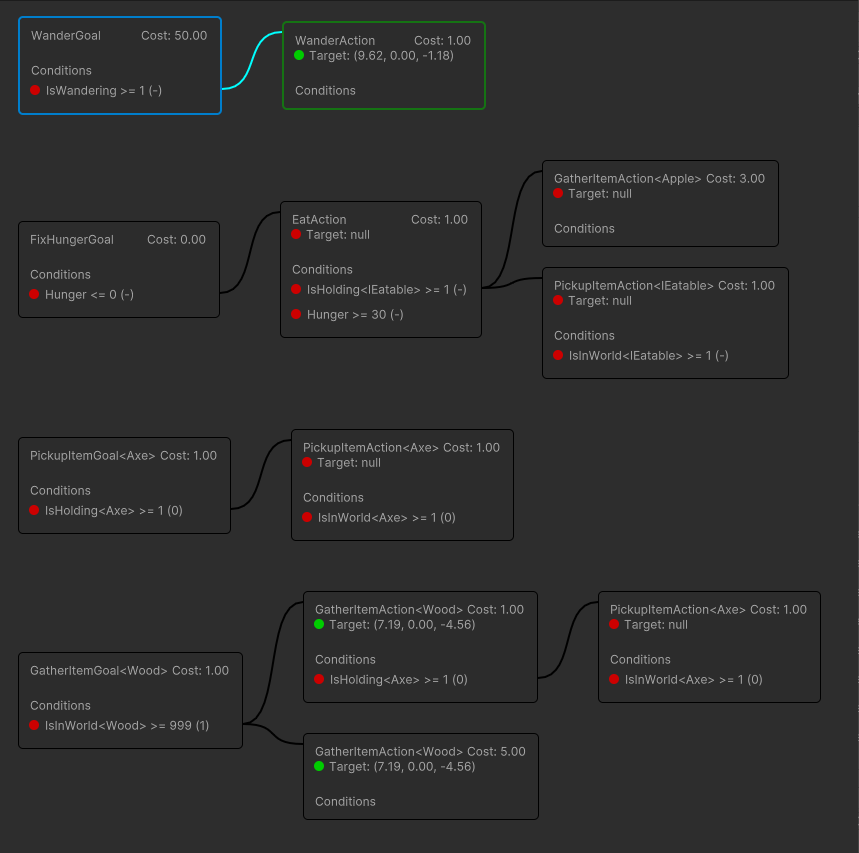 WanderGoal Cost: 50.00
Conditions
IsWandering >= 1 (-)
WanderAction Cost: 1.00
Target: (9.62, 0.00, -1.18)
Conditions
FixHungerGoal Cost: 0.00
Conditions
Hunger <= 0 (-)
EatAction Cost: 1.00
Target: null
Conditions
IsHolding<IEatable> >= 1 (-)
Hunger >= 30 (-)
GatherItemAction<Apple> Cost: 3.00
Target: null
Conditions
PickupItemAction<IEatable> Cost: 1.00
Target: null
Conditions
IsInWorld<IEatable> >= 1 (-)
PickupItemGoal<Axe> Cost: 1.00
Conditions
IsHolding<Axe> >= 1 (0)
PickupItemAction<Axe> Cost: 1.00
Target: null
Conditions
IsInWorld<Axe> >= 1 (0)
GatherItemGoal<Wood> Cost: 1.00
Conditions
IsInWorld<Wood> >= 999 (1)
GatherItemAction<Wood> Cost: 1.00
Target: (7.19, 0.00, -4.56)
Conditions
IsHolding<Axe> >= 1 (0)
PickupItemAction<Axe> Cost: 1.00
Target: null
Conditions
IsInWorld<Axe> >= 1 (0)
GatherItemAction<Wood> Cost: 5.00
Target: (7.19, 0.00, -4.56)
Conditions